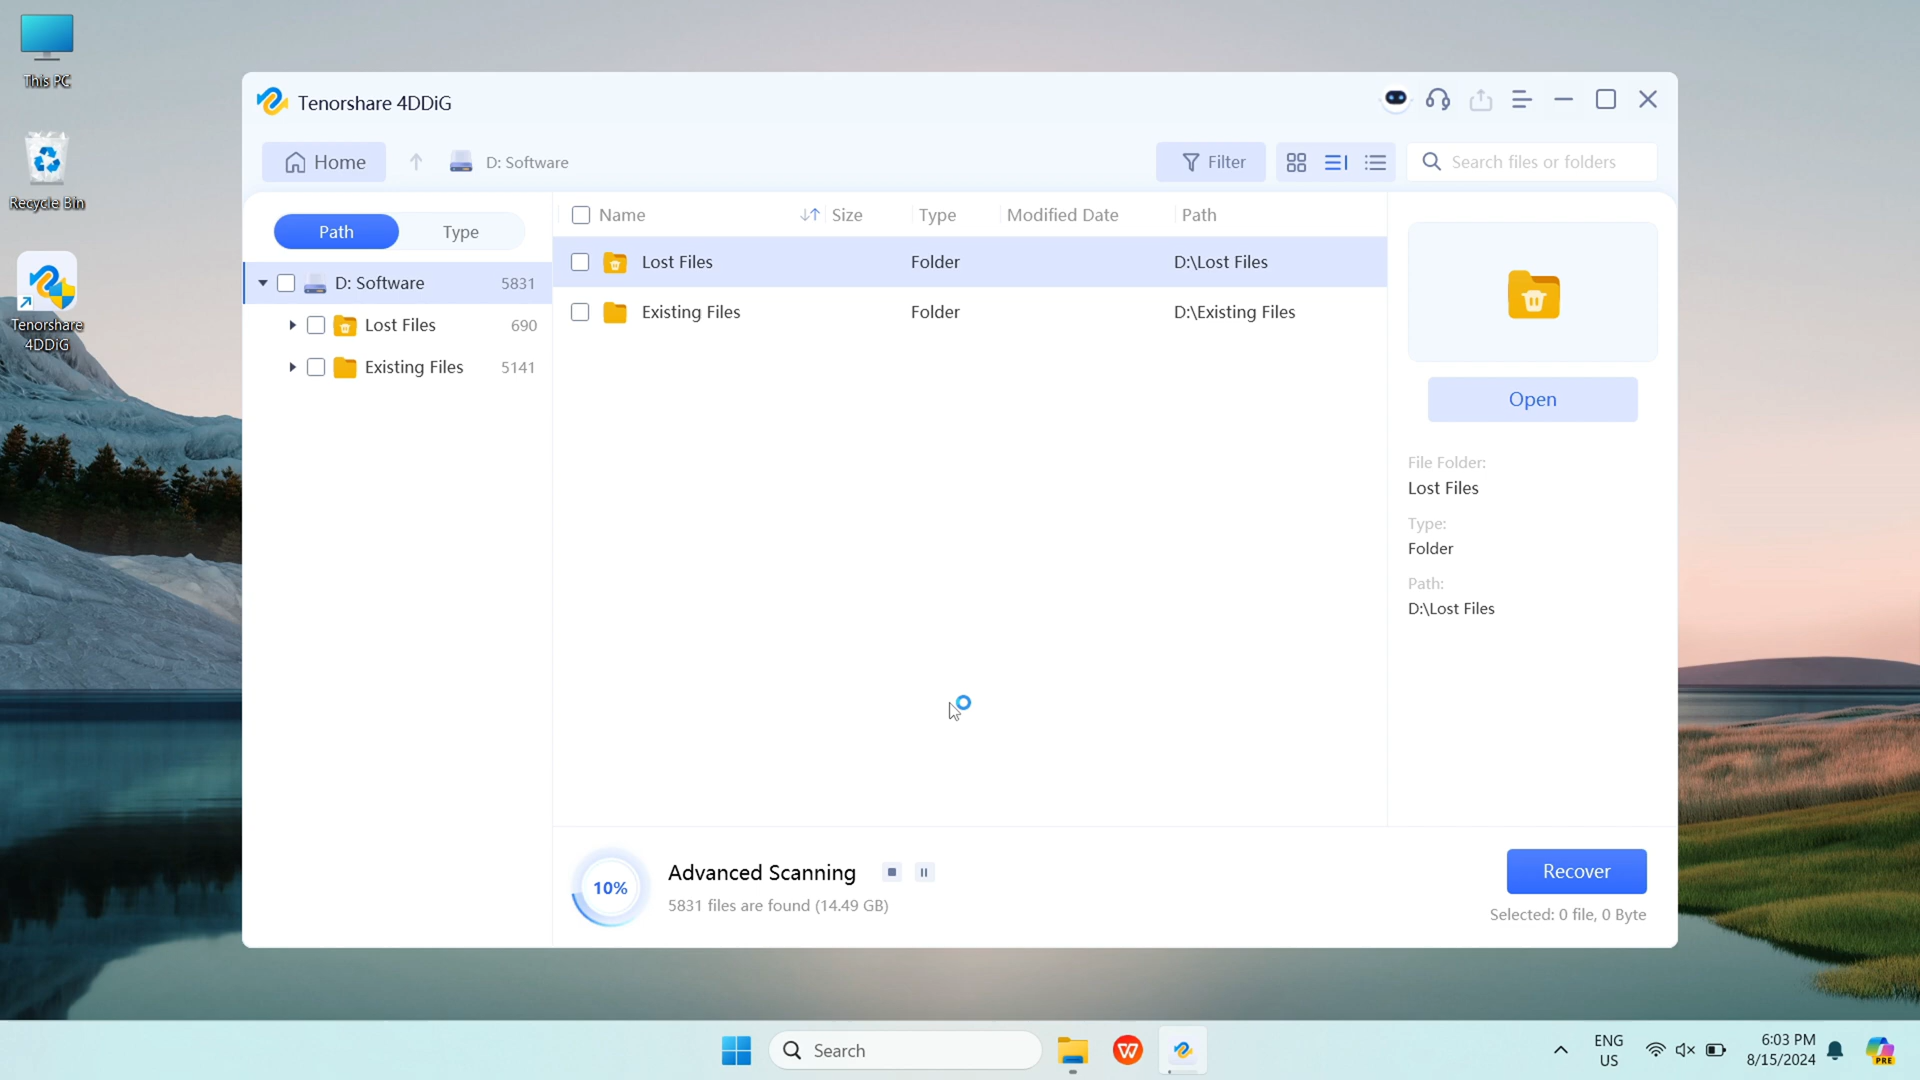 This PC
Recycle Bin
Tenorshare
4DDiG
Tenorshare 4DDiG
Home
D: Software
Filter
Search files or folders
Path
Type
D: Software 5831
Lost Files 690
Existing Files 5141
Name Size Type Modified Date Path
Lost Files Folder D:\Lost Files
Existing Files Folder D:\Existing Files
Open
File Folder:
Lost Files
Type:
Folder
Path:
D:\Lost Files
10%
Advanced Scanning
5831 files are found (14.49 GB)
Recover
Selected: 0 file, 0 Byte
Search
W
ENG
US
6:03 PM
8/15/2024
PRE